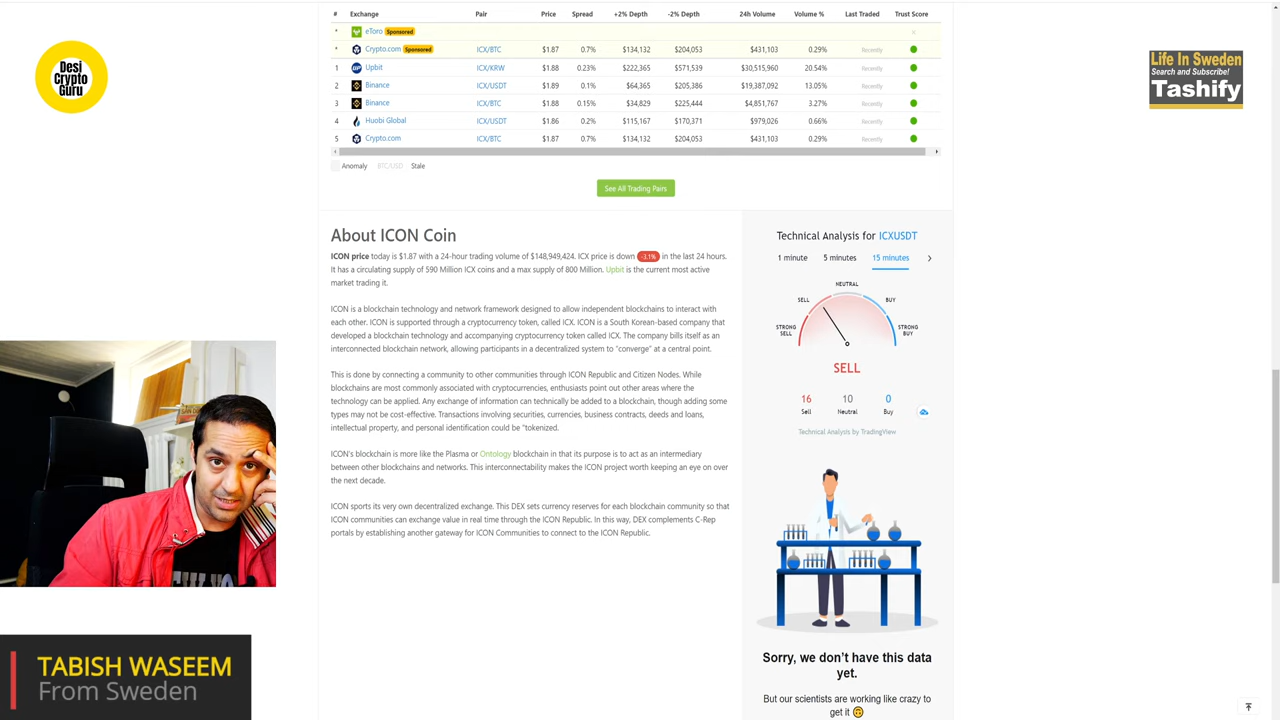 # Exchange Pair Price Spread +2% Depth -2% Depth 24h Volume Volume % Last Traded Trust Score
* eToro Sponsored
* Crypto.com Sponsored ICX/BTC $1.87 0.7% $134,132 $204,053 $431,103 0.29% Recently
1 Upbit ICX/KRW $1.88 0.23% $222,365 $571,539 $30,515,960 20.54% Recently
2 Binance ICX/USDT $1.89 0.1% $64,365 $205,386 $19,387,092 13.05% Recently
3 Binance ICX/BTC $1.88 0.15% $34,829 $225,444 $4,851,767 3.27% Recently
4 Huobi Global ICX/USDT $1.86 0.2% $115,167 $170,371 $979,026 0.66% Recently
5 Crypto.com ICX/BTC $1.87 0.7% $134,132 $204,053 $431,103 0.29% Recently
Anomaly BTC/USD Stale
See All Trading Pairs
Desi
Crypto
Guru
Life In Sweden
Search and Subscribe!
Tashify
About ICON Coin
ICON price today is $1.87 with a 24-hour trading volume of $148,949,424. ICX price is down -3.1% in the last 24 hours.
It has a circulating supply of 590 Million ICX coins and a max supply of 800 Million. Upbit is the current most active
market trading it.
ICON is a blockchain technology and network framework designed to allow independent blockchains to interact with
each other. ICON is supported through a cryptocurrency token, called ICX. ICON is a South Korean-based company that
developed a blockchain technology and accompanying cryptocurrency token called ICX. The company bills itself as an
interconnected blockchain network, allowing participants in a decentralized system to "converge" at a central point.
This is done by connecting a community to other communities through ICON Republic and Citizen Nodes. While
blockchains are most commonly associated with cryptocurrencies, enthusiasts point out other areas where the
technology can be applied. Any exchange of information can technically be added to a blockchain, though adding some
types may not be cost-effective. Transactions involving securities, currencies, business contracts, deeds and loans,
intellectual property, and personal identification could be "tokenized.
ICON's blockchain is more like the Plasma or Ontology blockchain in that its purpose is to act as an intermediary
between other blockchains and networks. This interconnectability makes the ICON project worth keeping an eye on over
the next decade.
ICON sports its very own decentralized exchange. This DEX sets currency reserves for each blockchain community so that
ICON communities can exchange value in real time through the ICON Republic. In this way, DEX complements C-Rep
portals by establishing another gateway for ICON Communities to connect to the ICON Republic.
Technical Analysis for ICXUSDT
1 minute 5 minutes 15 minutes
NEUTRAL
SELL BUY
STRONG SELL STRONG BUY
SELL
16 10 0
Sell Neutral Buy
Technical Analysis by TradingView
Sorry, we don't have this data
yet.
But our scientists are working like crazy to
get it 🙃
TABISH WASEEM
From Sweden